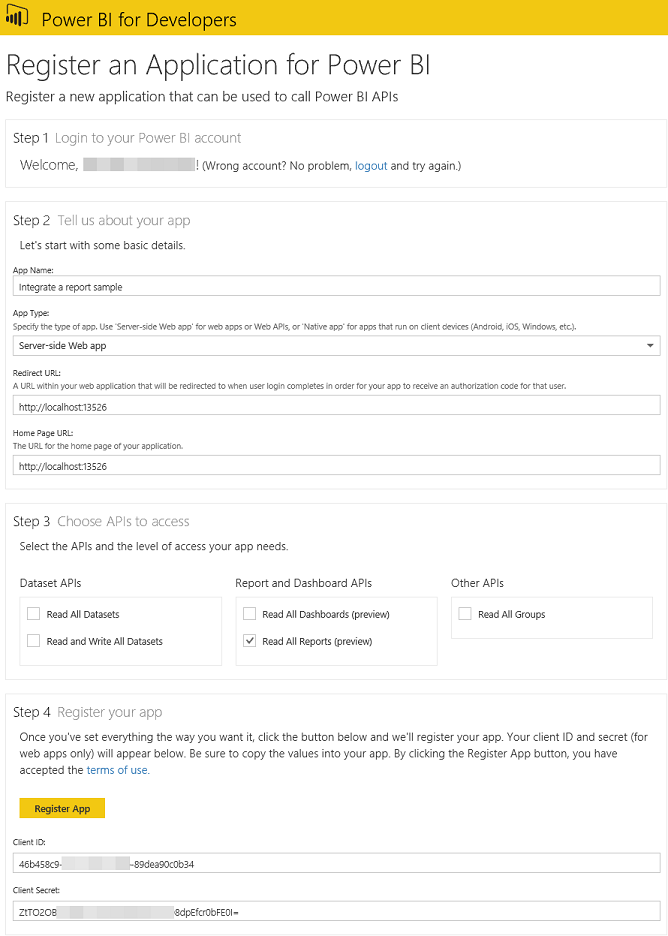 Power BI for Developers
Register an Application for Power BI
Register a new application that can be used to call Power BI APIs
Step 1 Login to your Power BI account
Welcome, ! (Wrong account? No problem, logout and try again.)
Step 2 Tell us about your app
Let's start with some basic details.
App Name:
Integrate a report sample
App Type:
Specify the type of app. Use 'Server-side Web app' for web apps or Web APIs, or 'Native app' for apps that run on client devices (Android, iOS, Windows, etc.).
Server-side Web app
Redirect URL:
A URL within your web application that will be redirected to when user login completes in order for your app to receive an authorization code for that user.
http://localhost:13526
Home Page URL:
The URL for the home page of your application.
http://localhost:13526
Step 3 Choose APIs to access
Select the APIs and the level of access your app needs.
Dataset APIs Report and Dashboard APIs Other APIs
Read All Datasets Read All Dashboards (preview) Read All Groups
Read and Write All Datasets Read All Reports (preview)
Step 4 Register your app
Once you've set everything the way you want it, click the button below and we'll register your app. Your client ID and secret (for
web apps only) will appear below. Be sure to copy the values into your app. By clicking the Register App button, you have
accepted the terms of use.
Register App
Client ID:
46b458c9- -89dea90c0b34
Client Secret:
ZtTO2OB 8dpEfcr0bFE0I=